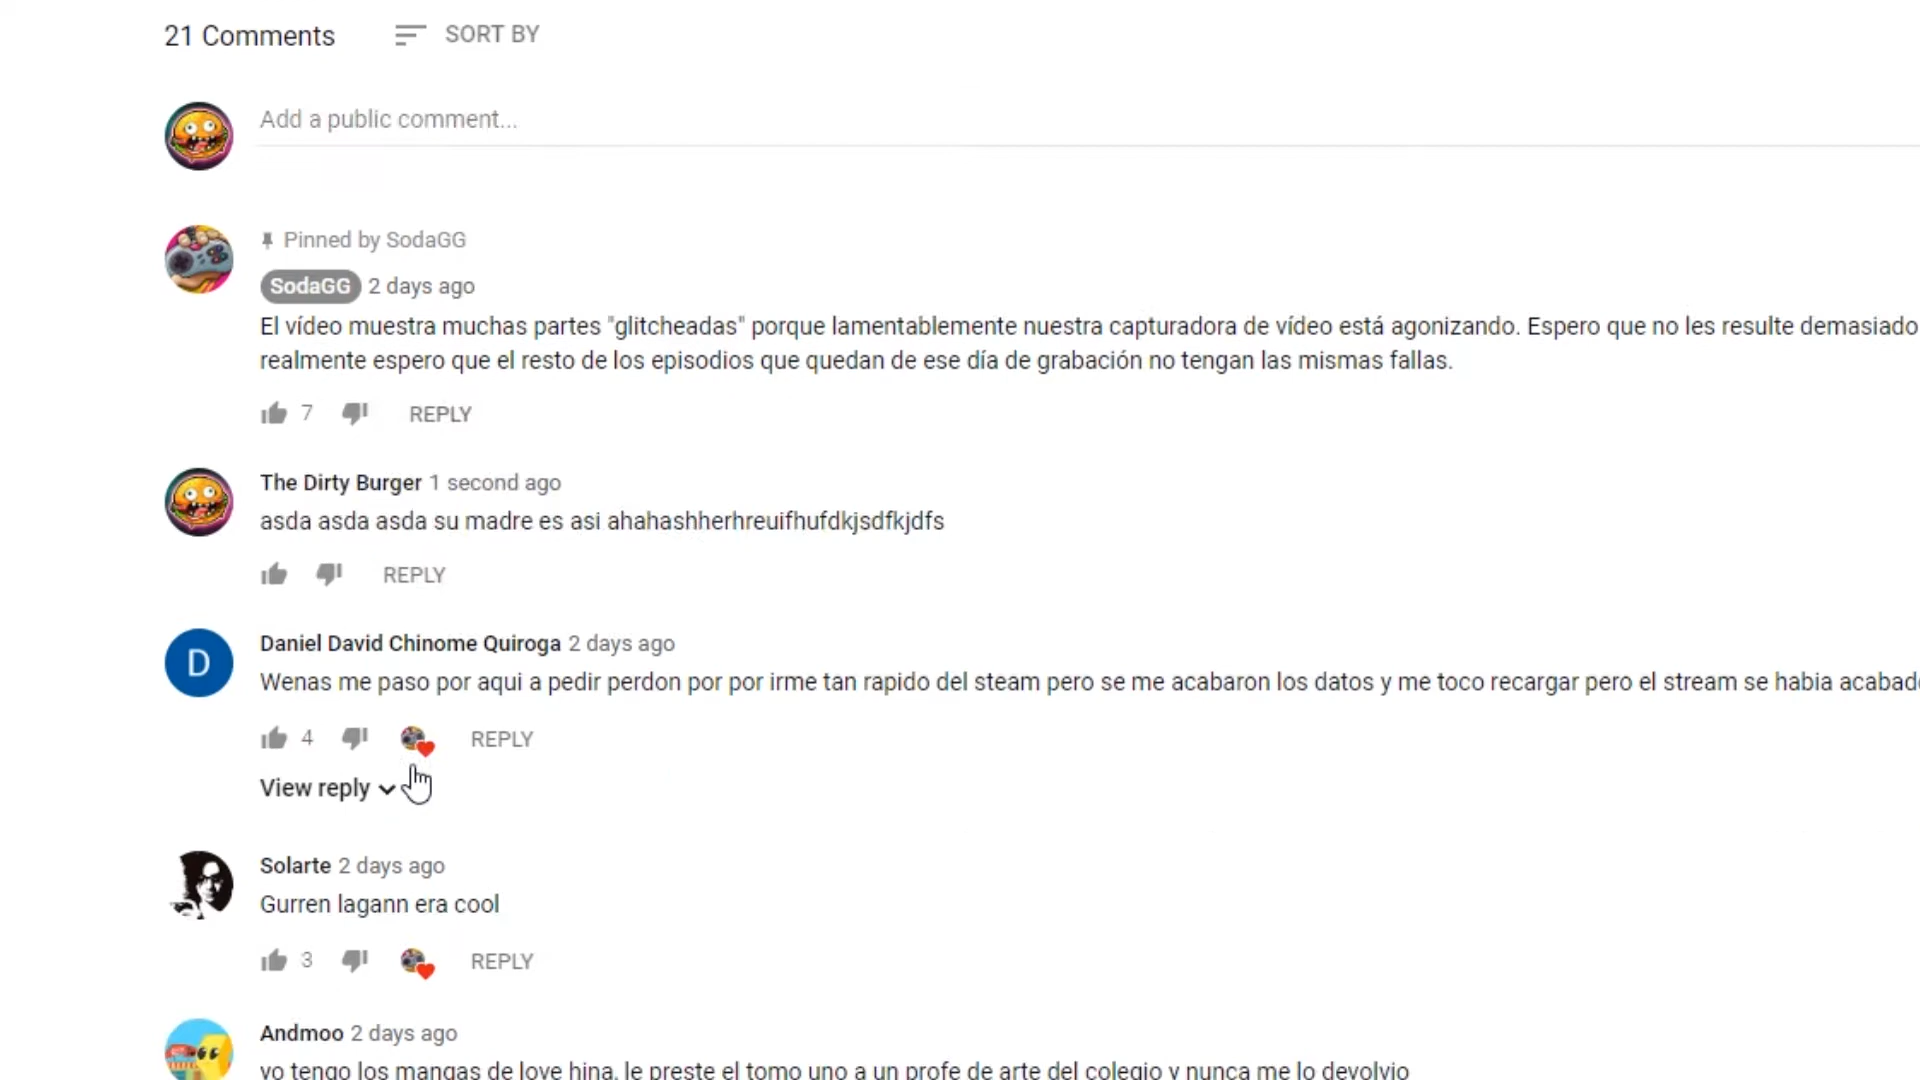 21 Comments
SORT BY
Add a public comment...
Pinned by SodaGG
SodaGG 2 days ago
El vídeo muestra muchas partes "glitcheadas" porque lamentablemente nuestra capturadora de vídeo está agonizando. Espero que no les resulte demasiado
realmente espero que el resto de los episodios que quedan de ese día de grabación no tengan las mismas fallas.
7 REPLY
The Dirty Burger 1 second ago
asda asda asda su madre es asi ahahashherhreuifhufdkjsdfkjdfs
REPLY
D
Daniel David Chinome Quiroga 2 days ago
Wenas me paso por aqui a pedir perdon por por irme tan rapido del steam pero se me acabaron los datos y me toco recargar pero el stream se habia acabado
4 REPLY
View reply
Solarte 2 days ago
Gurren lagann era cool
3 REPLY
Andmoo 2 days ago
yo tengo los mangas de love hina, le preste el tomo uno a un profe de arte del colegio y nunca me lo devolvio